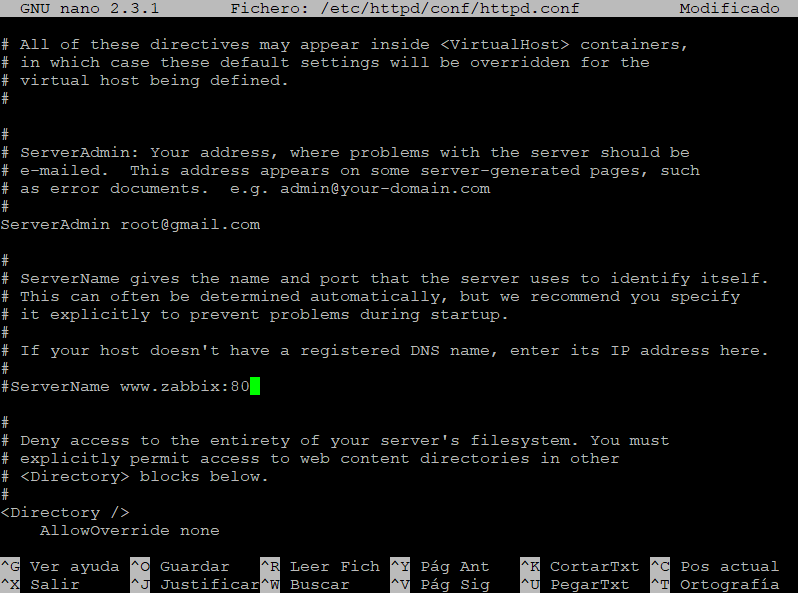 GNU nano 2.3.1 Fichero: /etc/httpd/conf/httpd.conf Modificado
# All of these directives may appear inside <VirtualHost> containers,
# in which case these default settings will be overridden for the
# virtual host being defined.
#
#
# ServerAdmin: Your address, where problems with the server should be
# e-mailed.  This address appears on some server-generated pages, such
# as error documents.  e.g. admin@your-domain.com
#
ServerAdmin root@gmail.com
#
# ServerName gives the name and port that the server uses to identify itself.
# This can often be determined automatically, but we recommend you specify
# it explicitly to prevent problems during startup.
#
# If your host doesn't have a registered DNS name, enter its IP address here.
#
#ServerName www.zabbix:80
#
# Deny access to the entirety of your server's filesystem. You must
# explicitly permit access to web content directories in other
# <Directory> blocks below.
#
<Directory />
    AllowOverride none
^G Ver ayuda ^O Guardar ^R Leer Fich ^Y Pág Ant ^K CortarTxt ^C Pos actual
^X Salir ^J Justificar ^W Buscar ^V Pág Sig ^U PegarTxt ^T Ortografía